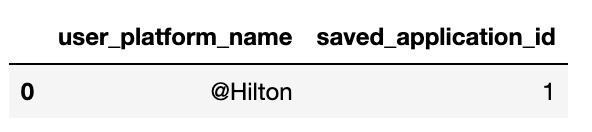 user_platform_name saved_application_id
0 @Hilton 1